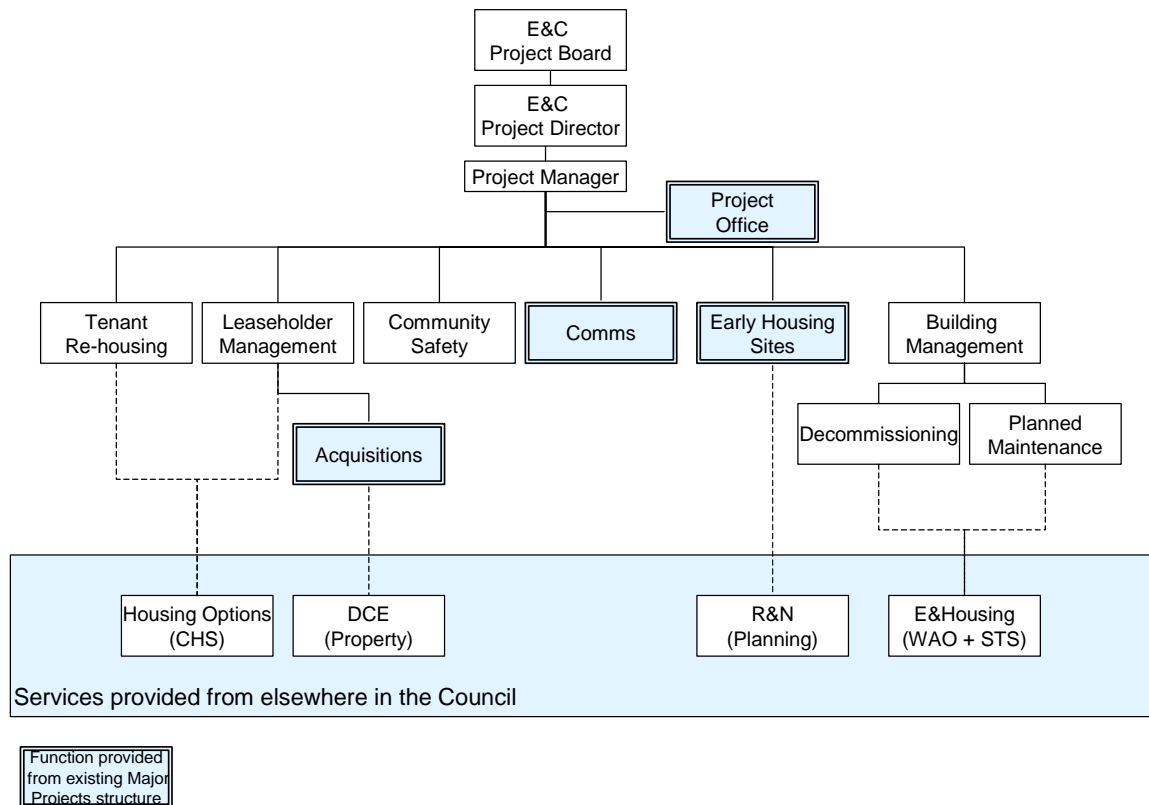 E&C
Project Board
E&C
Project Director
Project Manager
Project
Office
Tenant
Re-housing
Leaseholder
Management
Community
Safety
Comms
Early Housing
Sites
Building
Management
Acquisitions
Decommissioning
Planned
Maintenance
Housing Options
(CHS)
DCE
(Property)
R&N
(Planning)
E&Housing
(WAO + STS)
Services provided from elsewhere in the Council
Function provided
from existing Major
Projects structure